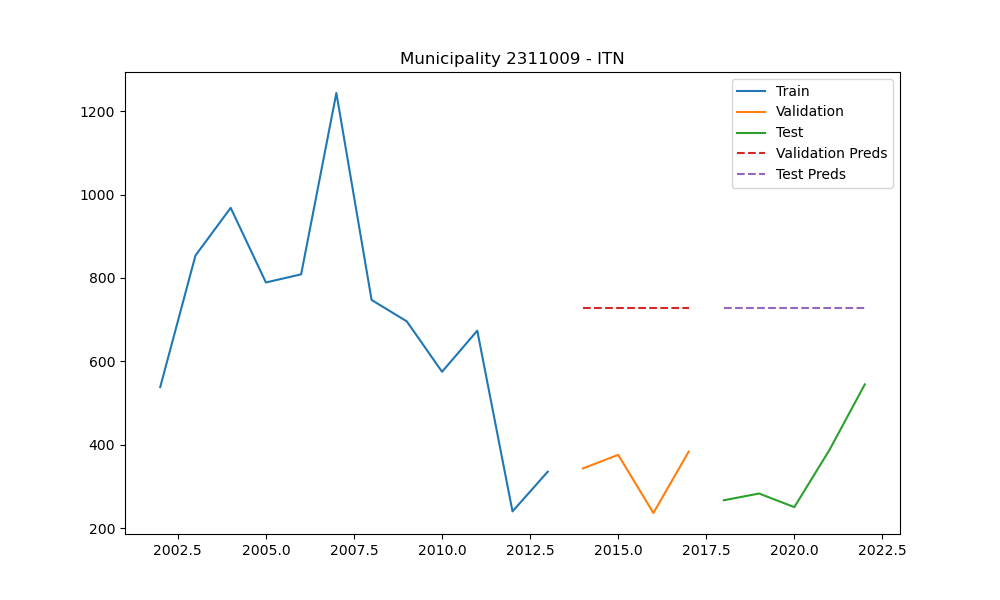 Municipality 2311009 - ITN
Train
Validation
Test
Validation Preds
Test Preds
1200
1000
800
600
400
200
2002.5 2005.0 2007.5 2010.0 2012.5 2015.0 2017.5 2020.0 2022.5